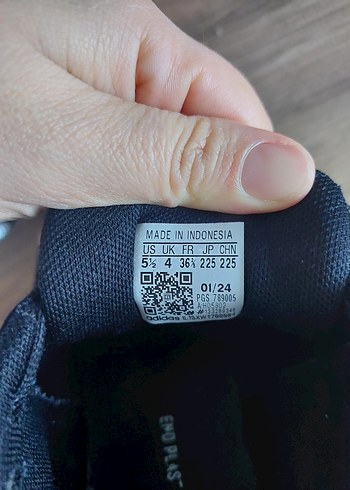 MADE IN INDONESIA
US UK FR JP CHN
5½ 4 36⅔ 225 225
01/24
PGS 789005
adidas